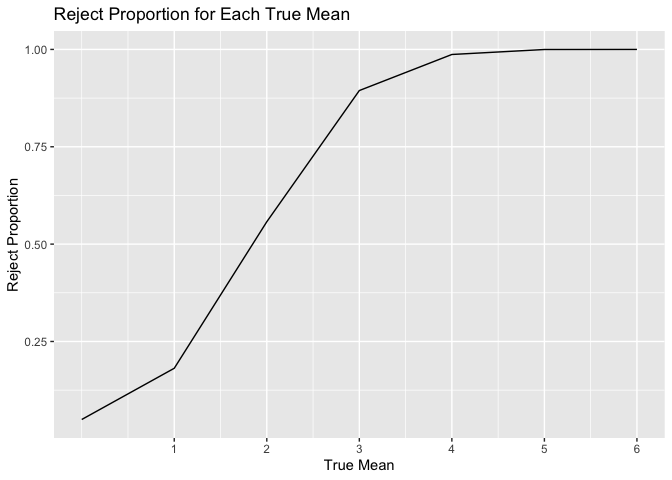 Reject Proportion for Each True Mean
1.00
0.75
0.50
0.25
Reject Proportion
1 2 3 4 5 6
True Mean